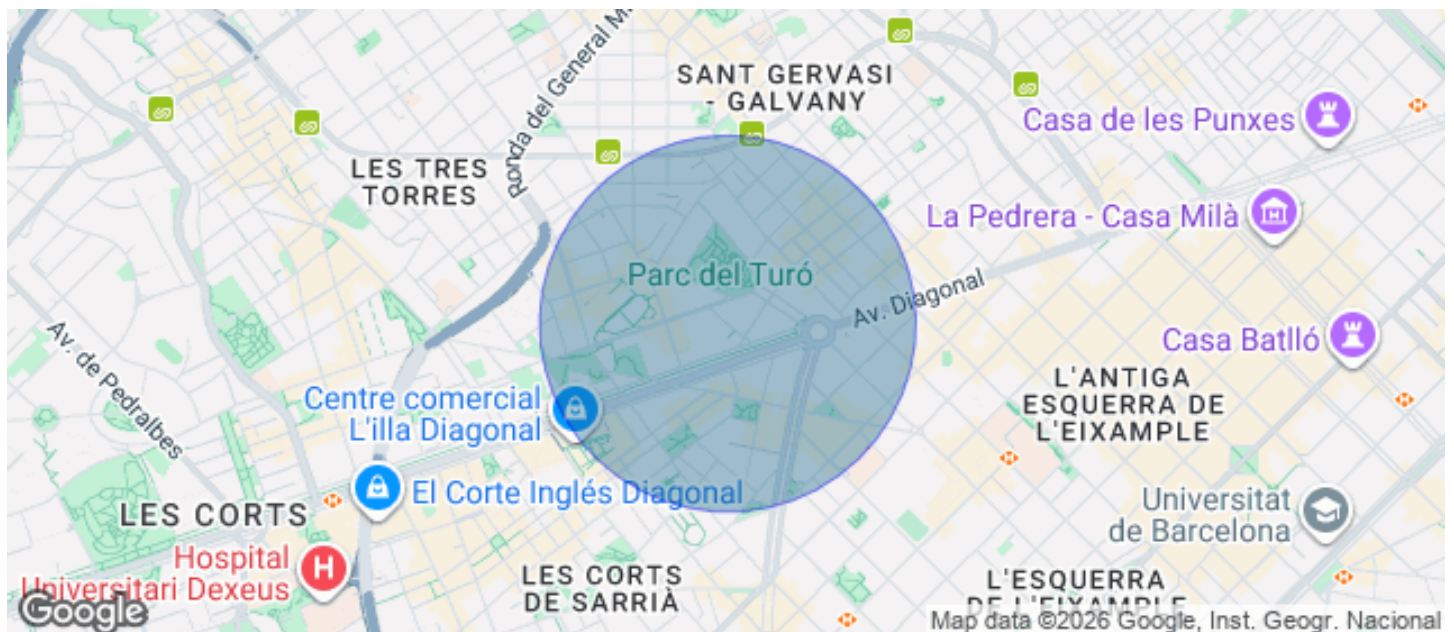 SANT GERVASI
- GALVANY
Ronda del General Mi
Casa de les Punxes
LES TRES
TORRES
La Pedrera - Casa Milà
Parc del Turó
Av. Diagonal
Av. de Pedralbes
Casa Batlló
Centre comercial
L'illa Diagonal
L'ANTIGA
ESQUERRA DE
L'EIXAMPLE
El Corte Inglés Diagonal
LES CORTS
Universitat
de Barcelona
Hospital
Universitari Dexeus
H
LES CORTS
DE SARRIÀ
L'ESQUERRA
DE L'EIXAMPLE
Google
Map data ©2026 Google, Inst. Geogr. Nacional